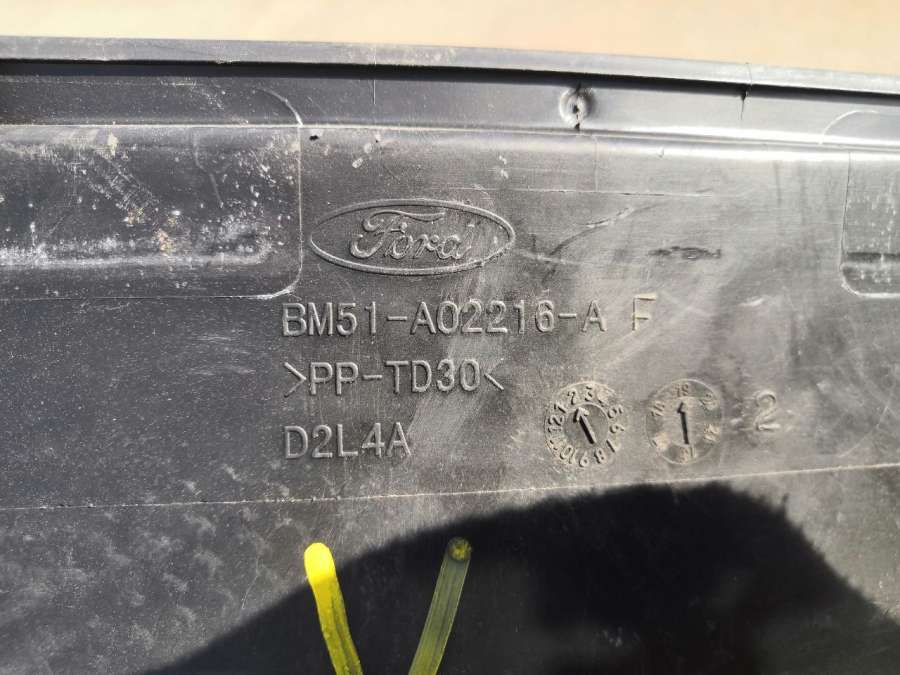 Ford
BM51-A02216-A F
>PP-TD30<
D2L4A
2